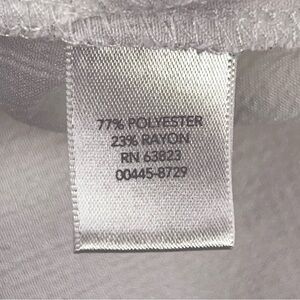 77% POLYESTER
23% RAYON
RN 63823
00445-8729